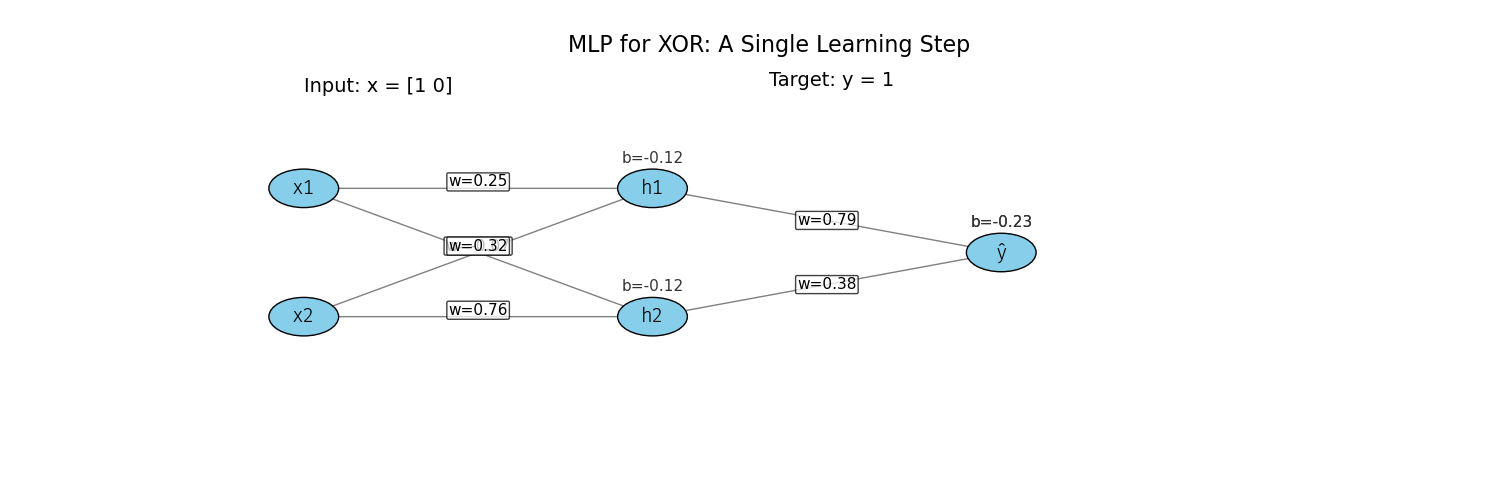 MLP for XOR: A Single Learning Step
Input: x = [1 0]
Target: y = 1
b=-0.12
x1
w=0.25
h1
w=0.79
b=-0.23
w=0.32
ŷ
b=-0.12
w=0.38
x2
w=0.76
h2